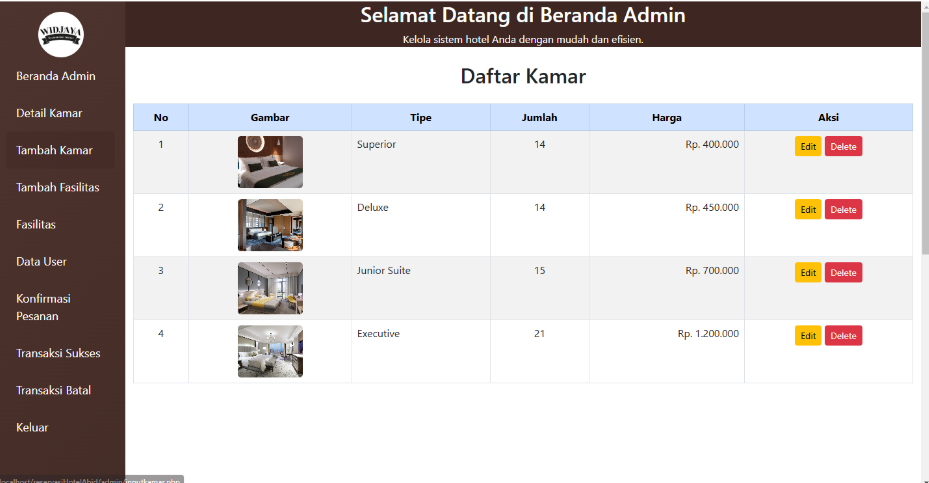 WIDJAYA
Selamat Datang di Beranda Admin
Kelola sistem hotel Anda dengan mudah dan efisien.
Beranda Admin
Detail Kamar
Tambah Kamar
Tambah Fasilitas
Fasilitas
Data User
Konfirmasi
Pesanan
Transaksi Sukses
Transaksi Batal
Keluar
Daftar Kamar
No Gambar Tipe Jumlah Harga Aksi
1 Superior 14 Rp. 400.000 Edit Delete
2 Deluxe 14 Rp. 450.000 Edit Delete
3 Junior Suite 15 Rp. 700.000 Edit Delete
4 Executive 21 Rp. 1.200.000 Edit Delete